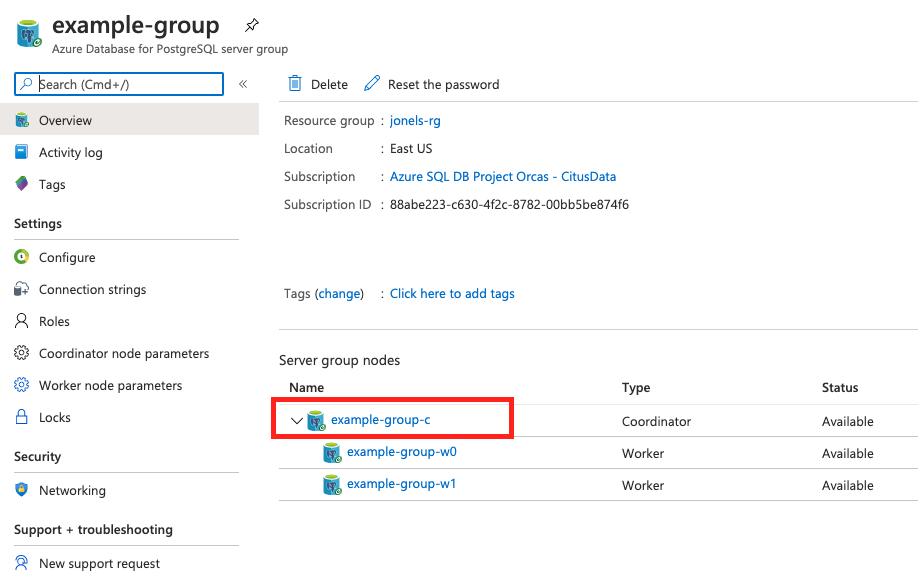 example-group
Azure Database for PostgreSQL server group
Search (Cmd+/)
«
Overview
Activity log
Tags
Settings
Configure
Connection strings
Roles
Coordinator node parameters
Worker node parameters
Locks
Security
Networking
Support + troubleshooting
New support request
Delete Reset the password
Resource group : jonels-rg
Location : East US
Subscription : Azure SQL DB Project Orcas - CitusData
Subscription ID : 88abe223-c630-4f2c-8782-00bb5be874f6
Tags (change) : Click here to add tags
Server group nodes
Name Type Status
example-group-c Coordinator Available
example-group-w0 Worker Available
example-group-w1 Worker Available